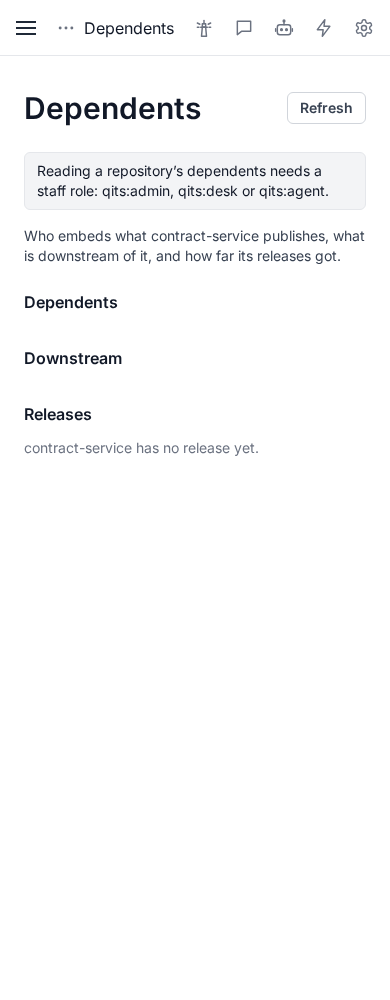 Dependents
Dependents
Refresh
Reading a repository’s dependents needs a
staff role: qits:admin, qits:desk or qits:agent.
Who embeds what contract-service publishes, what
is downstream of it, and how far its releases got.
Dependents
Downstream
Releases
contract-service has no release yet.